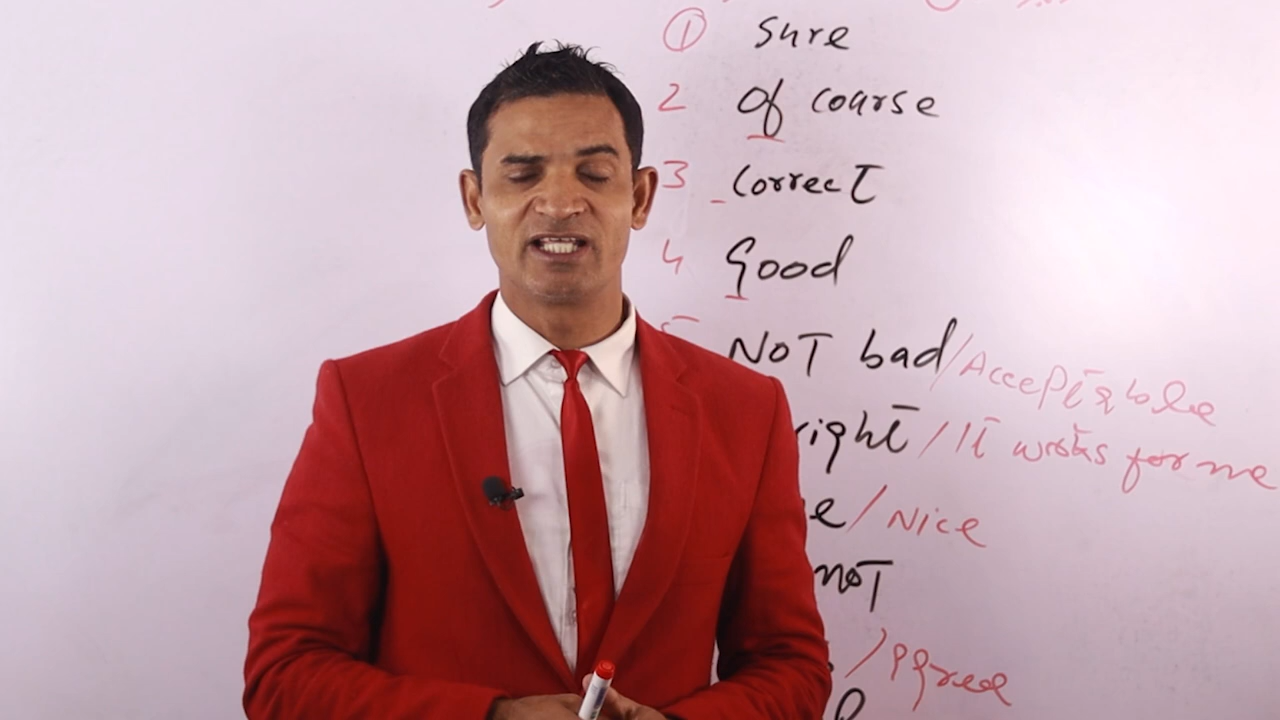 1 Sure
2 Of course
3 Correct
4 Good
5 NOT bad/Acceptable
right/It works for me
e/Nice
not
/Agreed